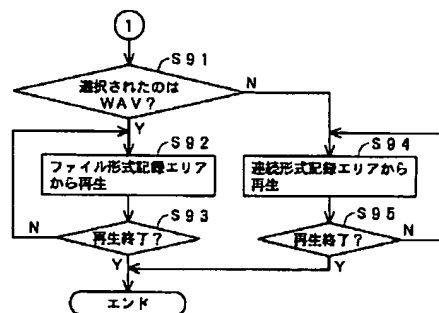 1
S91
選択されたのは
WAV?
N
Y
S92
ファイル形式記録エリア
から再生
S94
連続形式記録エリアから
再生
S93
再生終了?
N
Y
S95
再生終了?
N
Y
エンド